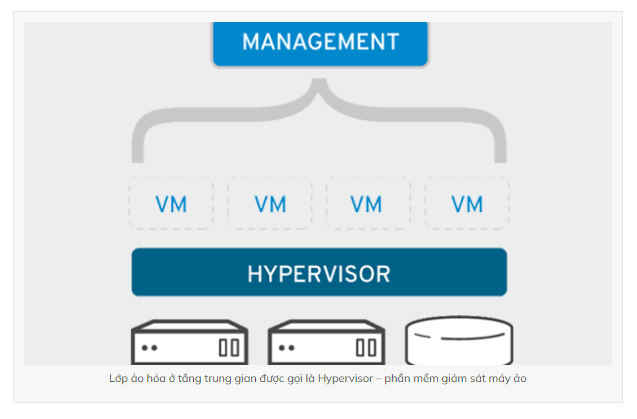 MANAGEMENT
VM VM VM VM
HYPERVISOR
Lớp ảo hóa ở tầng trung gian được gọi là Hypervisor – phần mềm giám sát máy ảo